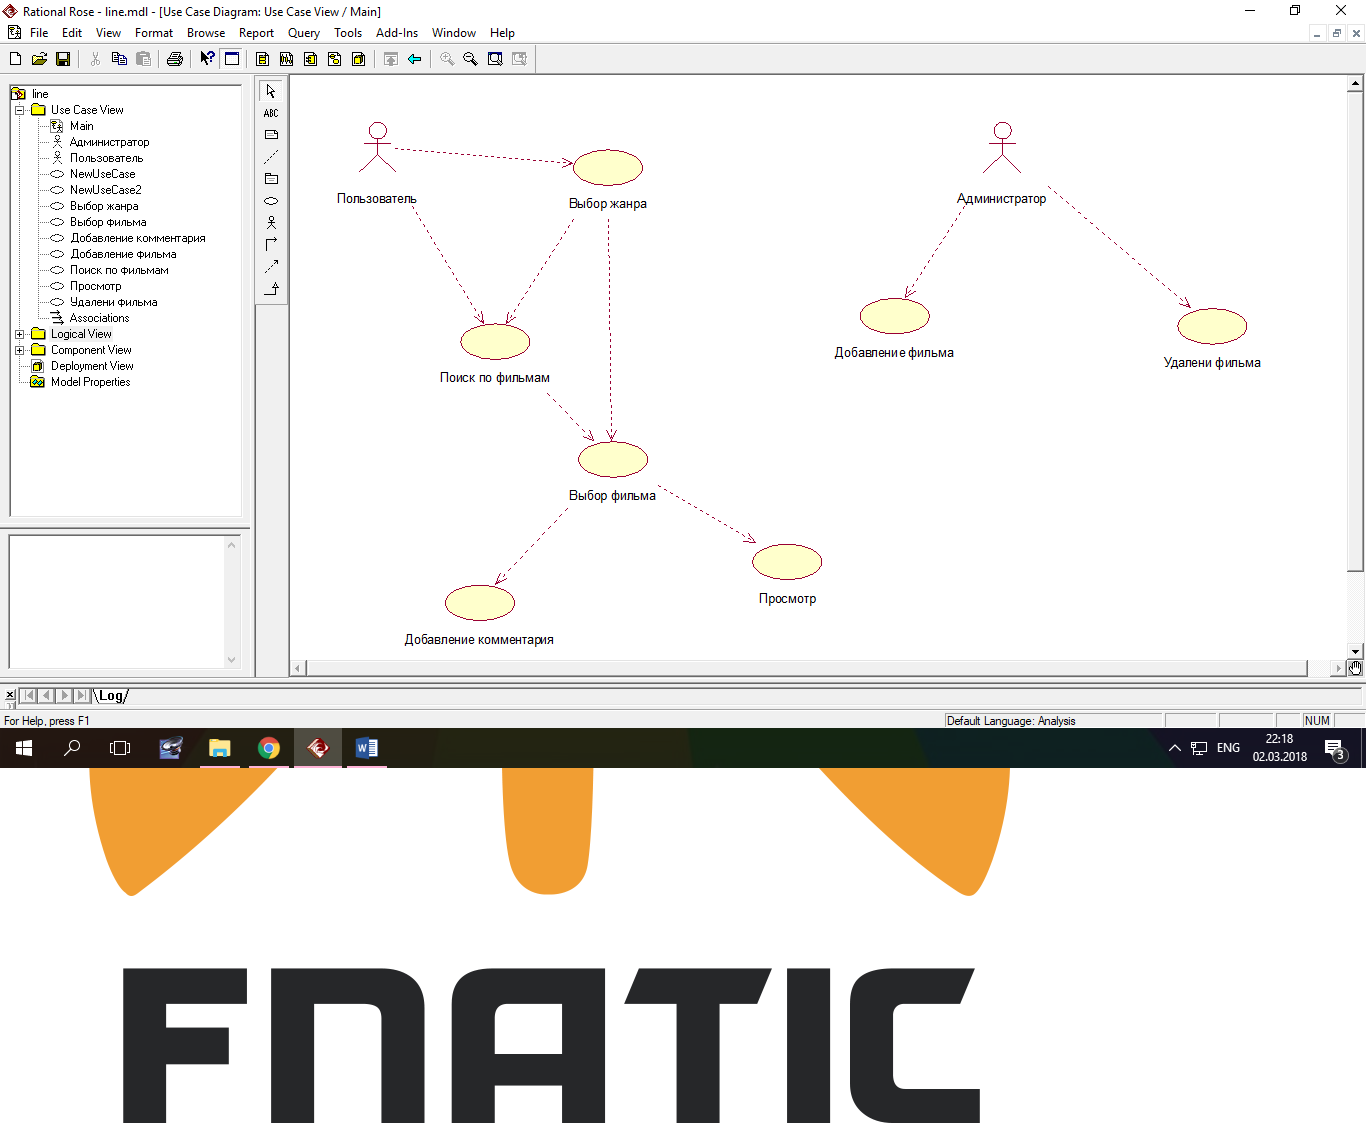 Rational Rose - line.mdl - [Use Case Diagram: Use Case View / Main]
File Edit View Format Browse Report Query Tools Add-Ins Window Help
ABC
line
Use Case View
Main
Администратор
Пользователь
NewUseCase
NewUseCase2
Выбор жанра
Выбор фильма
Добавление комментария
Добавление фильма
Поиск по фильмам
Просмотр
Удалени фильма
Associations
Logical View
Component View
Deployment View
Model Properties
Пользователь
Выбор жанра
Администратор
Поиск по фильмам
Добавление фильма
Удалени фильма
Выбор фильма
Просмотр
Добавление комментария
\Log/
For Help, press F1
Default Language: Analysis
NUM
ENG
22:18
02.03.2018
3
FNATIC